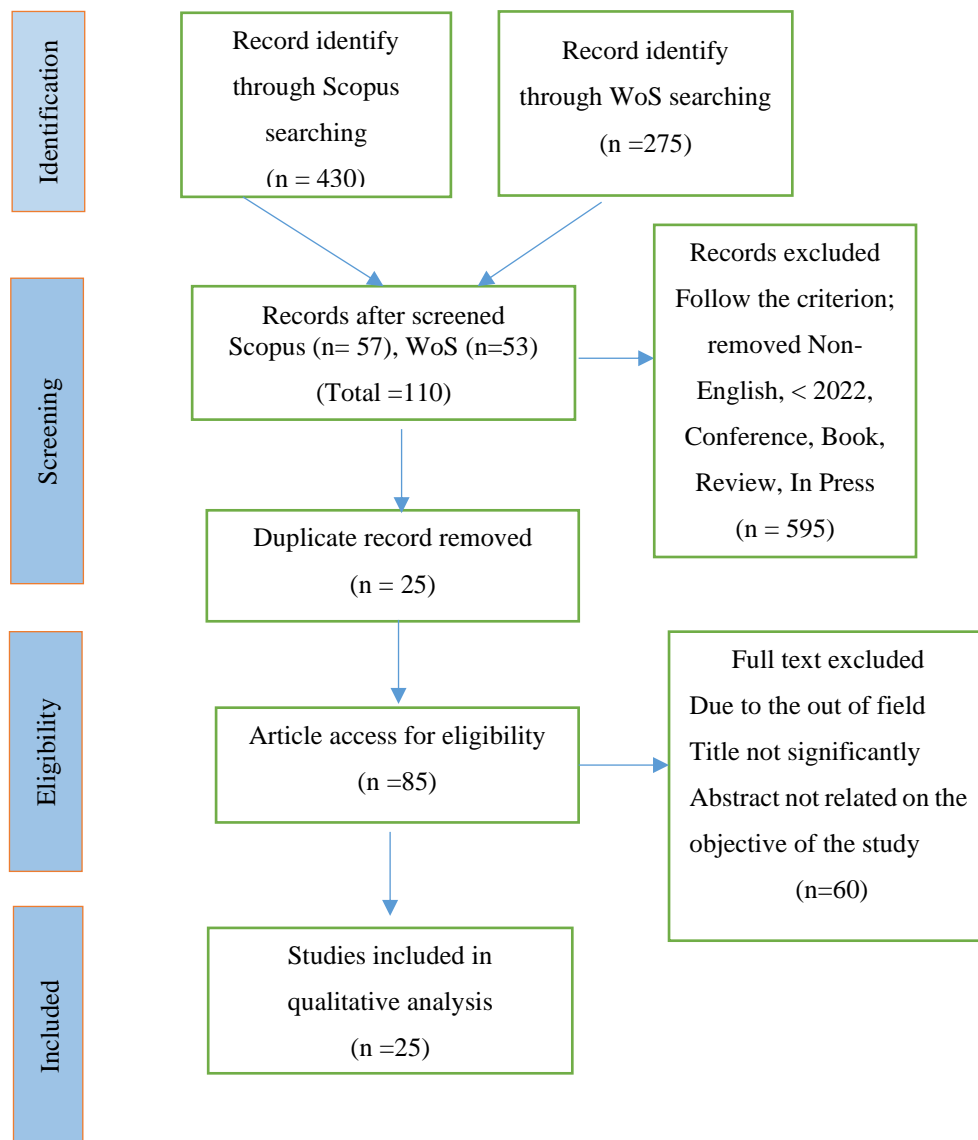 Identification
Record identify
through Scopus
searching
(n = 430)
Record identify
through WoS searching
(n =275)
Screening
Records after screened
Scopus (n= 57), WoS (n=53)
(Total =110)
Records excluded
Follow the criterion;
removed Non-
English, < 2022,
Conference, Book,
Review, In Press
(n = 595)
Duplicate record removed
(n = 25)
Eligibility
Article access for eligibility
(n =85)
Full text excluded
Due to the out of field
Title not significantly
Abstract not related on the
objective of the study
(n=60)
Included
Studies included in
qualitative analysis
(n =25)